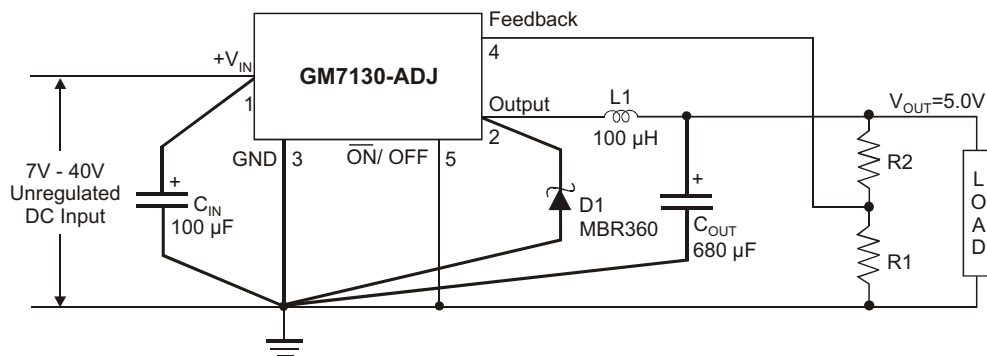 Feedback
4
+VIN
GM7130-ADJ
1
Output
2
L1
100 µH
VOUT=5.0V
GND
3
ON/ OFF
5
7V - 40V
Unregulated
DC Input
+
CIN
100 µF
D1
MBR360
+
COUT
680 µF
R2
R1
LOAD